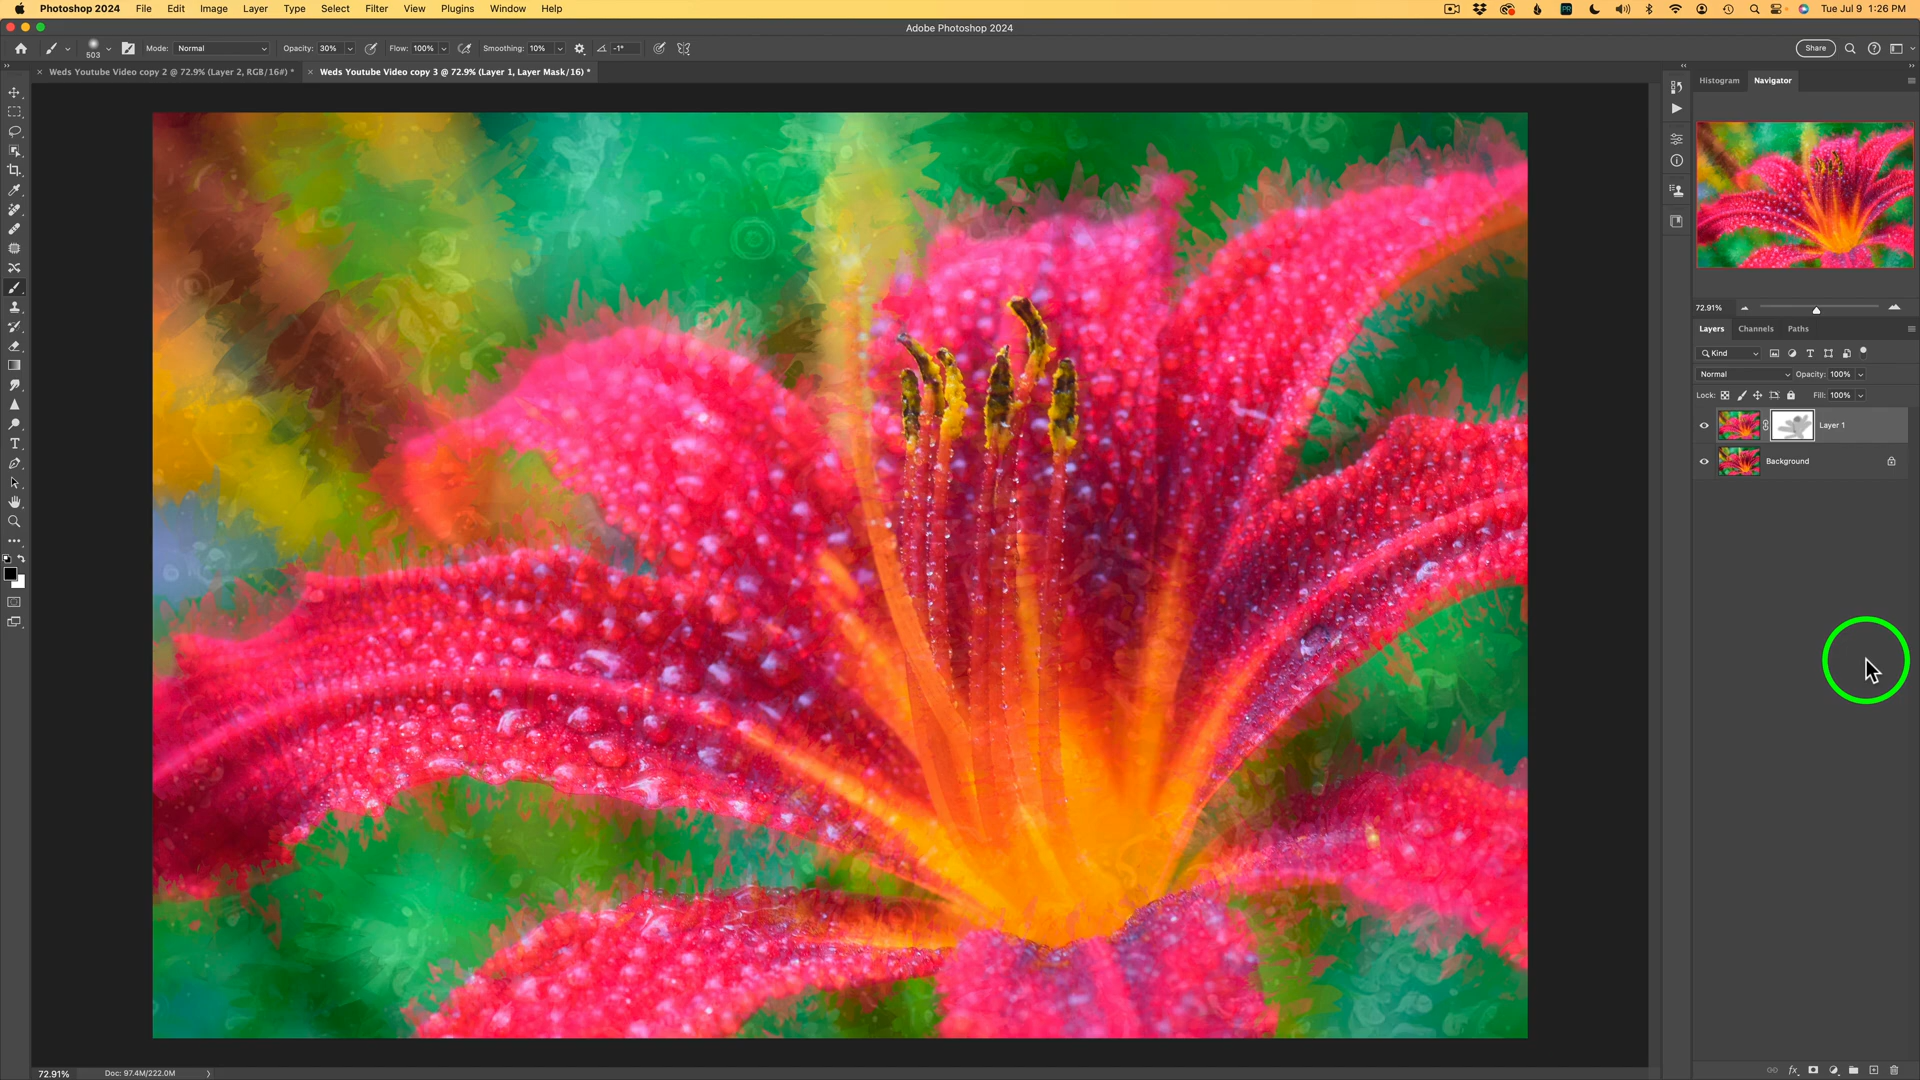 Photoshop 2024 File Edit Image Layer Type Select Filter View Plugins Window Help Tue Jul 9 1:26 PM
Adobe Photoshop 2024
503 Mode: Normal Opacity: 30% Flow: 100% Smoothing: 10% -1° Share
Weds Youtube Video copy 2 @ 72.9% (Layer 2, RGB/16#) * Weds Youtube Video copy 3 @ 72.9% (Layer 1, Layer Mask/16) *
Histogram Navigator
72.91%
Layers Channels Paths
Kind
Normal Opacity: 100%
Lock: Fill: 100%
Layer 1
Background
72.91% Doc: 97.4M/222.0M